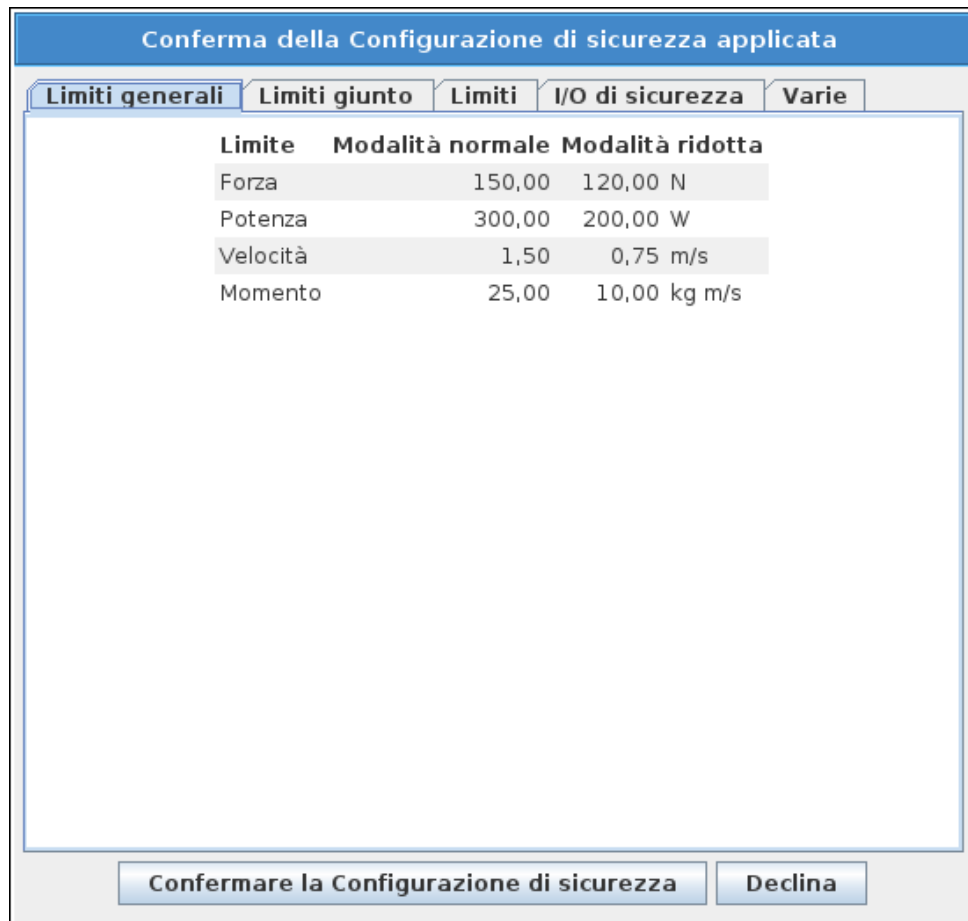 Conferma della Configurazione di sicurezza applicata
Limiti generali Limiti giunto Limiti I/O di sicurezza Varie
Limite Modalità normale Modalità ridotta
Forza 150,00 120,00 N
Potenza 300,00 200,00 W
Velocità 1,50 0,75 m/s
Momento 25,00 10,00 kg m/s
Confermare la Configurazione di sicurezza Declina